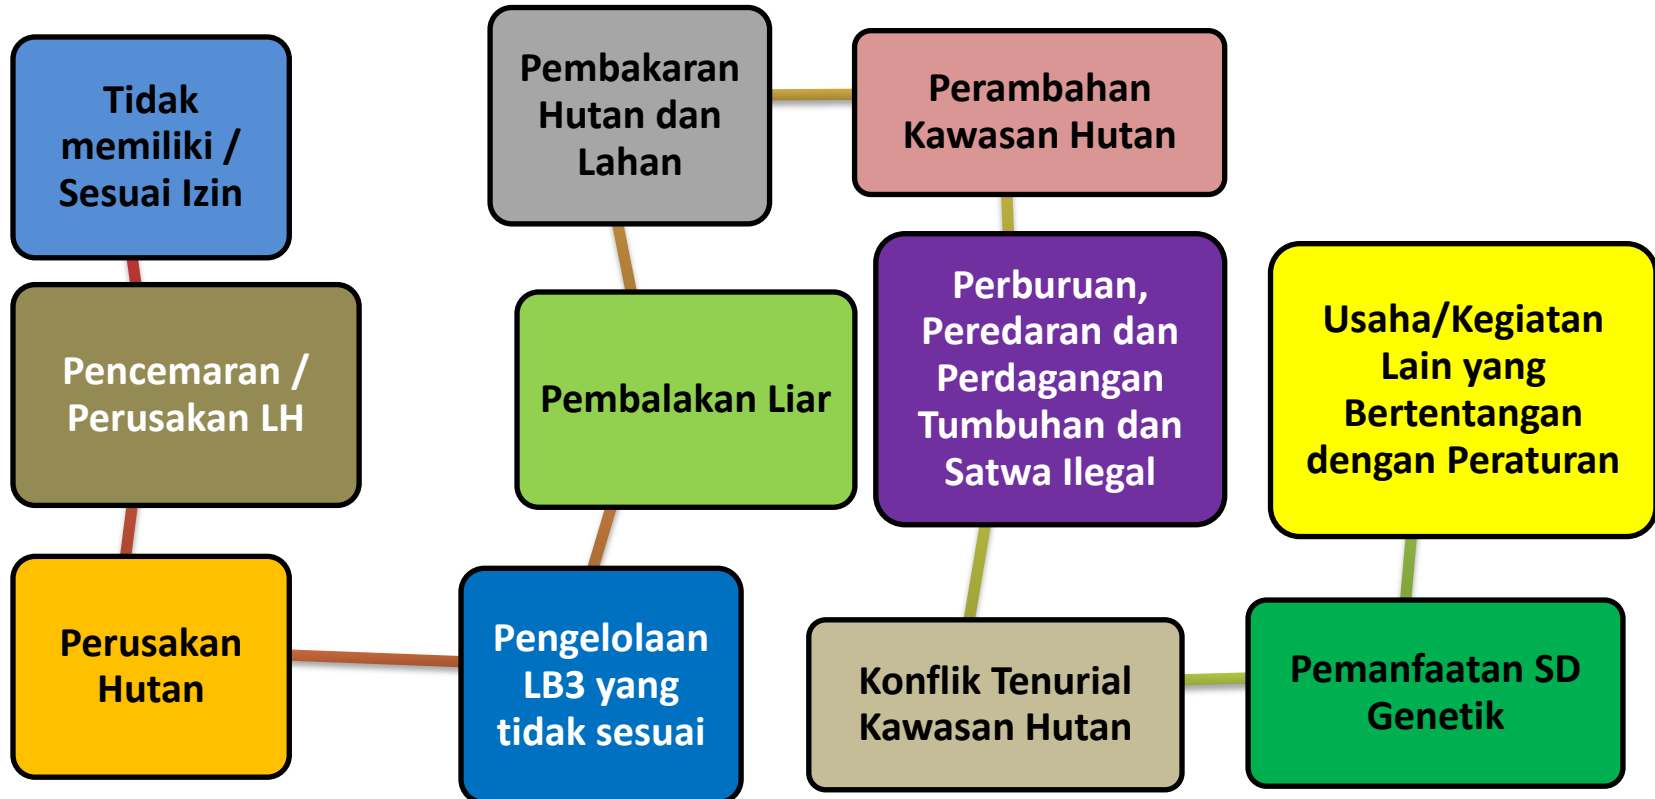 Tidak
memiliki /
Sesuai Izin
Pencemaran /
Perusakan LH
Perusakan
Hutan
Pengelolaan
LB3 yang
tidak sesuai
Pembalakan Liar
Pembakaran
Hutan dan
Lahan
Perambahan
Kawasan Hutan
Perburuan,
Peredaran dan
Perdagangan
Tumbuhan dan
Satwa Ilegal
Konflik Tenurial
Kawasan Hutan
Pemanfaatan SD
Genetik
Usaha/Kegiatan
Lain yang
Bertentangan
dengan Peraturan